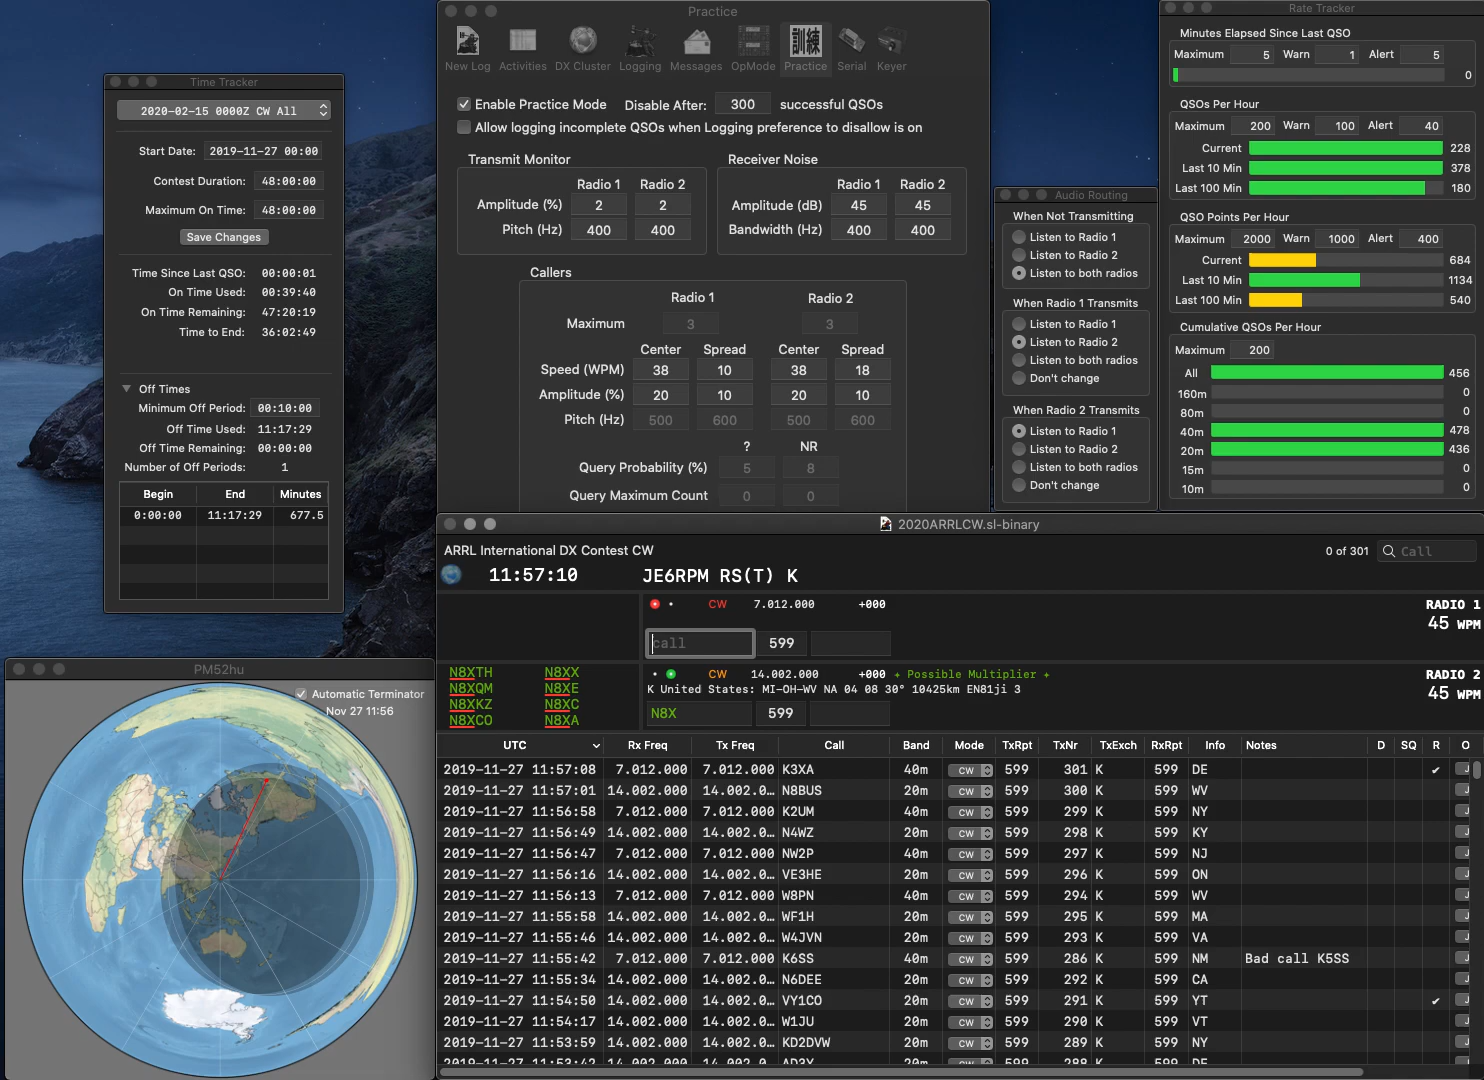 Time Tracker
2020-02-15 0000Z CW All
Start Date: 2019-11-27 00:00
Contest Duration: 48:00:00
Maximum On Time: 48:00:00
Save Changes
Time Since Last QSO: 00:00:01
On Time Used: 00:39:40
On Time Remaining: 47:20:19
Time to End: 36:02:49
Off Times
Minimum Off Period: 00:10:00
Off Time Used: 11:17:29
Off Time Remaining: 00:00:00
Number of Off Periods: 1
Begin End Minutes
0:00:00 11:17:29 677.5
Practice
New Log Activities DX Cluster Logging Messages OpMode Practice Serial Keyer
訓練
Enable Practice Mode Disable After: 300 successful QSOs
Allow logging incomplete QSOs when Logging preference to disallow is on
Transmit Monitor
Radio 1 Radio 2
Amplitude (%) 2 2
Pitch (Hz) 400 400
Receiver Noise
Radio 1 Radio 2
Amplitude (dB) 45 45
Bandwidth (Hz) 400 400
Callers
Radio 1 Radio 2
Maximum 3 3
Center Spread Center Spread
Speed (WPM) 38 10 38 18
Amplitude (%) 20 10 20 10
Pitch (Hz) 500 600 500 600
? NR
Query Probability (%) 5 8
Query Maximum Count 0 0
Audio Routing
When Not Transmitting
Listen to Radio 1
Listen to Radio 2
Listen to both radios
When Radio 1 Transmits
Listen to Radio 1
Listen to Radio 2
Listen to both radios
Don't change
When Radio 2 Transmits
Listen to Radio 1
Listen to Radio 2
Listen to both radios
Don't change
Rate Tracker
Minutes Elapsed Since Last QSO
Maximum 5 Warn 1 Alert 5
0
QSOs Per Hour
Maximum 200 Warn 100 Alert 40
Current 228
Last 10 Min 378
Last 100 Min 180
QSO Points Per Hour
Maximum 2000 Warn 1000 Alert 400
Current 684
Last 10 Min 1134
Last 100 Min 540
Cumulative QSOs Per Hour
Maximum 200
All 456
160m 0
80m 0
40m 478
20m 436
15m 0
10m 0
PM52hu
Automatic Terminator
Nov 27 11:56
2020ARRLCW.sl-binary
ARRL International DX Contest CW 0 of 301 Call
11:57:10 JE6RPM RS(T) K
CW 7.012.000 +000 RADIO 1
45 WPM
call 599
N8XTH N8XX
N8XQM N8XE
N8XKZ N8XC
N8XCO N8XA
CW 14.002.000 +000 + Possible Multiplier + RADIO 2
K United States: MI-OH-WV NA 04 08 30° 10425km EN81ji 3 45 WPM
N8X 599
UTC Rx Freq Tx Freq Call Band Mode TxRpt TxNr TxExch RxRpt Info Notes D SQ R O
2019-11-27 11:57:08 7.012.000 7.012.000 K3XA 40m CW 599 301 K 599 DE ✔
2019-11-27 11:57:01 14.002.000 14.002.0… N8BUS 20m CW 599 300 K 599 WV
2019-11-27 11:56:58 7.012.000 7.012.000 K2UM 40m CW 599 299 K 599 NY
2019-11-27 11:56:49 14.002.000 14.002.0… N4WZ 20m CW 599 298 K 599 KY
2019-11-27 11:56:47 7.012.000 7.012.000 NW2P 40m CW 599 297 K 599 NJ
2019-11-27 11:56:16 14.002.000 14.002.0… VE3HE 20m CW 599 296 K 599 ON
2019-11-27 11:56:13 7.012.000 7.012.000 W8PN 40m CW 599 294 K 599 WV
2019-11-27 11:55:58 14.002.000 14.002.0… WF1H 20m CW 599 295 K 599 MA
2019-11-27 11:55:46 14.002.000 14.002.0… W4JVN 20m CW 599 293 K 599 VA
2019-11-27 11:55:42 7.012.000 7.012.000 K6SS 40m CW 599 286 K 599 NM Bad call K5SS
2019-11-27 11:55:34 14.002.000 14.002.0… N6DEE 20m CW 599 292 K 599 CA
2019-11-27 11:54:50 14.002.000 14.002.0… VY1CO 20m CW 599 291 K 599 YT ✔
2019-11-27 11:54:17 14.002.000 14.002.0… W1JU 20m CW 599 290 K 599 VT
2019-11-27 11:53:59 14.002.000 14.002.0… KD2DVW 20m CW 599 289 K 599 NY
2019-11-27 11:53:42 14.002.000 14.002.0… 20m CW 599 288 K 599